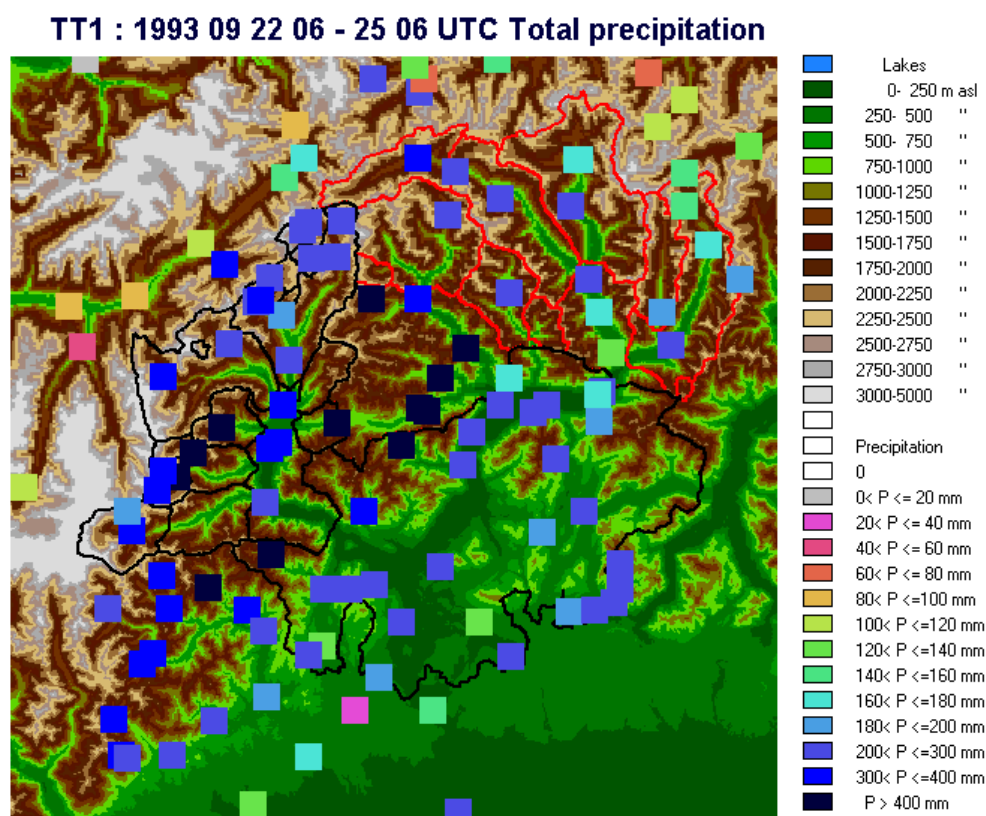 TT1 : 1993 09 22 06 - 25 06 UTC Total precipitation
Lakes
0- 250 m asl
250- 500 "
500- 750 "
750-1000 "
1000-1250 "
1250-1500 "
1500-1750 "
1750-2000 "
2000-2250 "
2250-2500 "
2500-2750 "
2750-3000 "
3000-5000 "
Precipitation
0
0< P <= 20 mm
20< P <= 40 mm
40< P <= 60 mm
60< P <= 80 mm
80< P <=100 mm
100< P <=120 mm
120< P <=140 mm
140< P <=160 mm
160< P <=180 mm
180< P <=200 mm
200< P <=300 mm
300< P <=400 mm
P > 400 mm